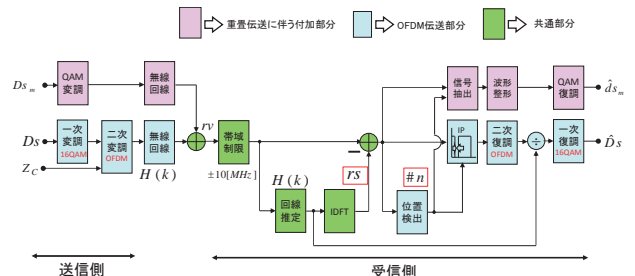 重畳伝送に伴う付加部分
OFDM伝送部分
共通部分
Ds_m
QAM
変調
無線
回線
信号
抽出
波形
整形
QAM
復調
d̂s_m
Ds
一次
変調
16QAM
二次
変調
OFDM
無線
回線
rv
帯域
制限
IP
二次
復調
OFDM
÷
一次
復調
16QAM
D̂s
Z_C
H(k)
±10[MHz]
rs
#n
H(k)
回線
推定
IDFT
位置
検出
送信側
受信側